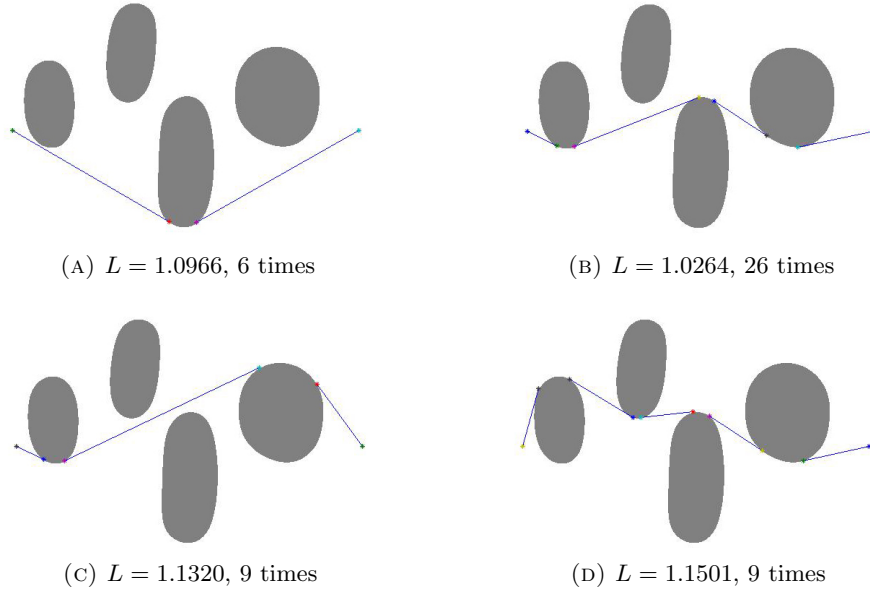 (A) L = 1.0966, 6 times
(B) L = 1.0264, 26 times
(C) L = 1.1320, 9 times
(D) L = 1.1501, 9 times